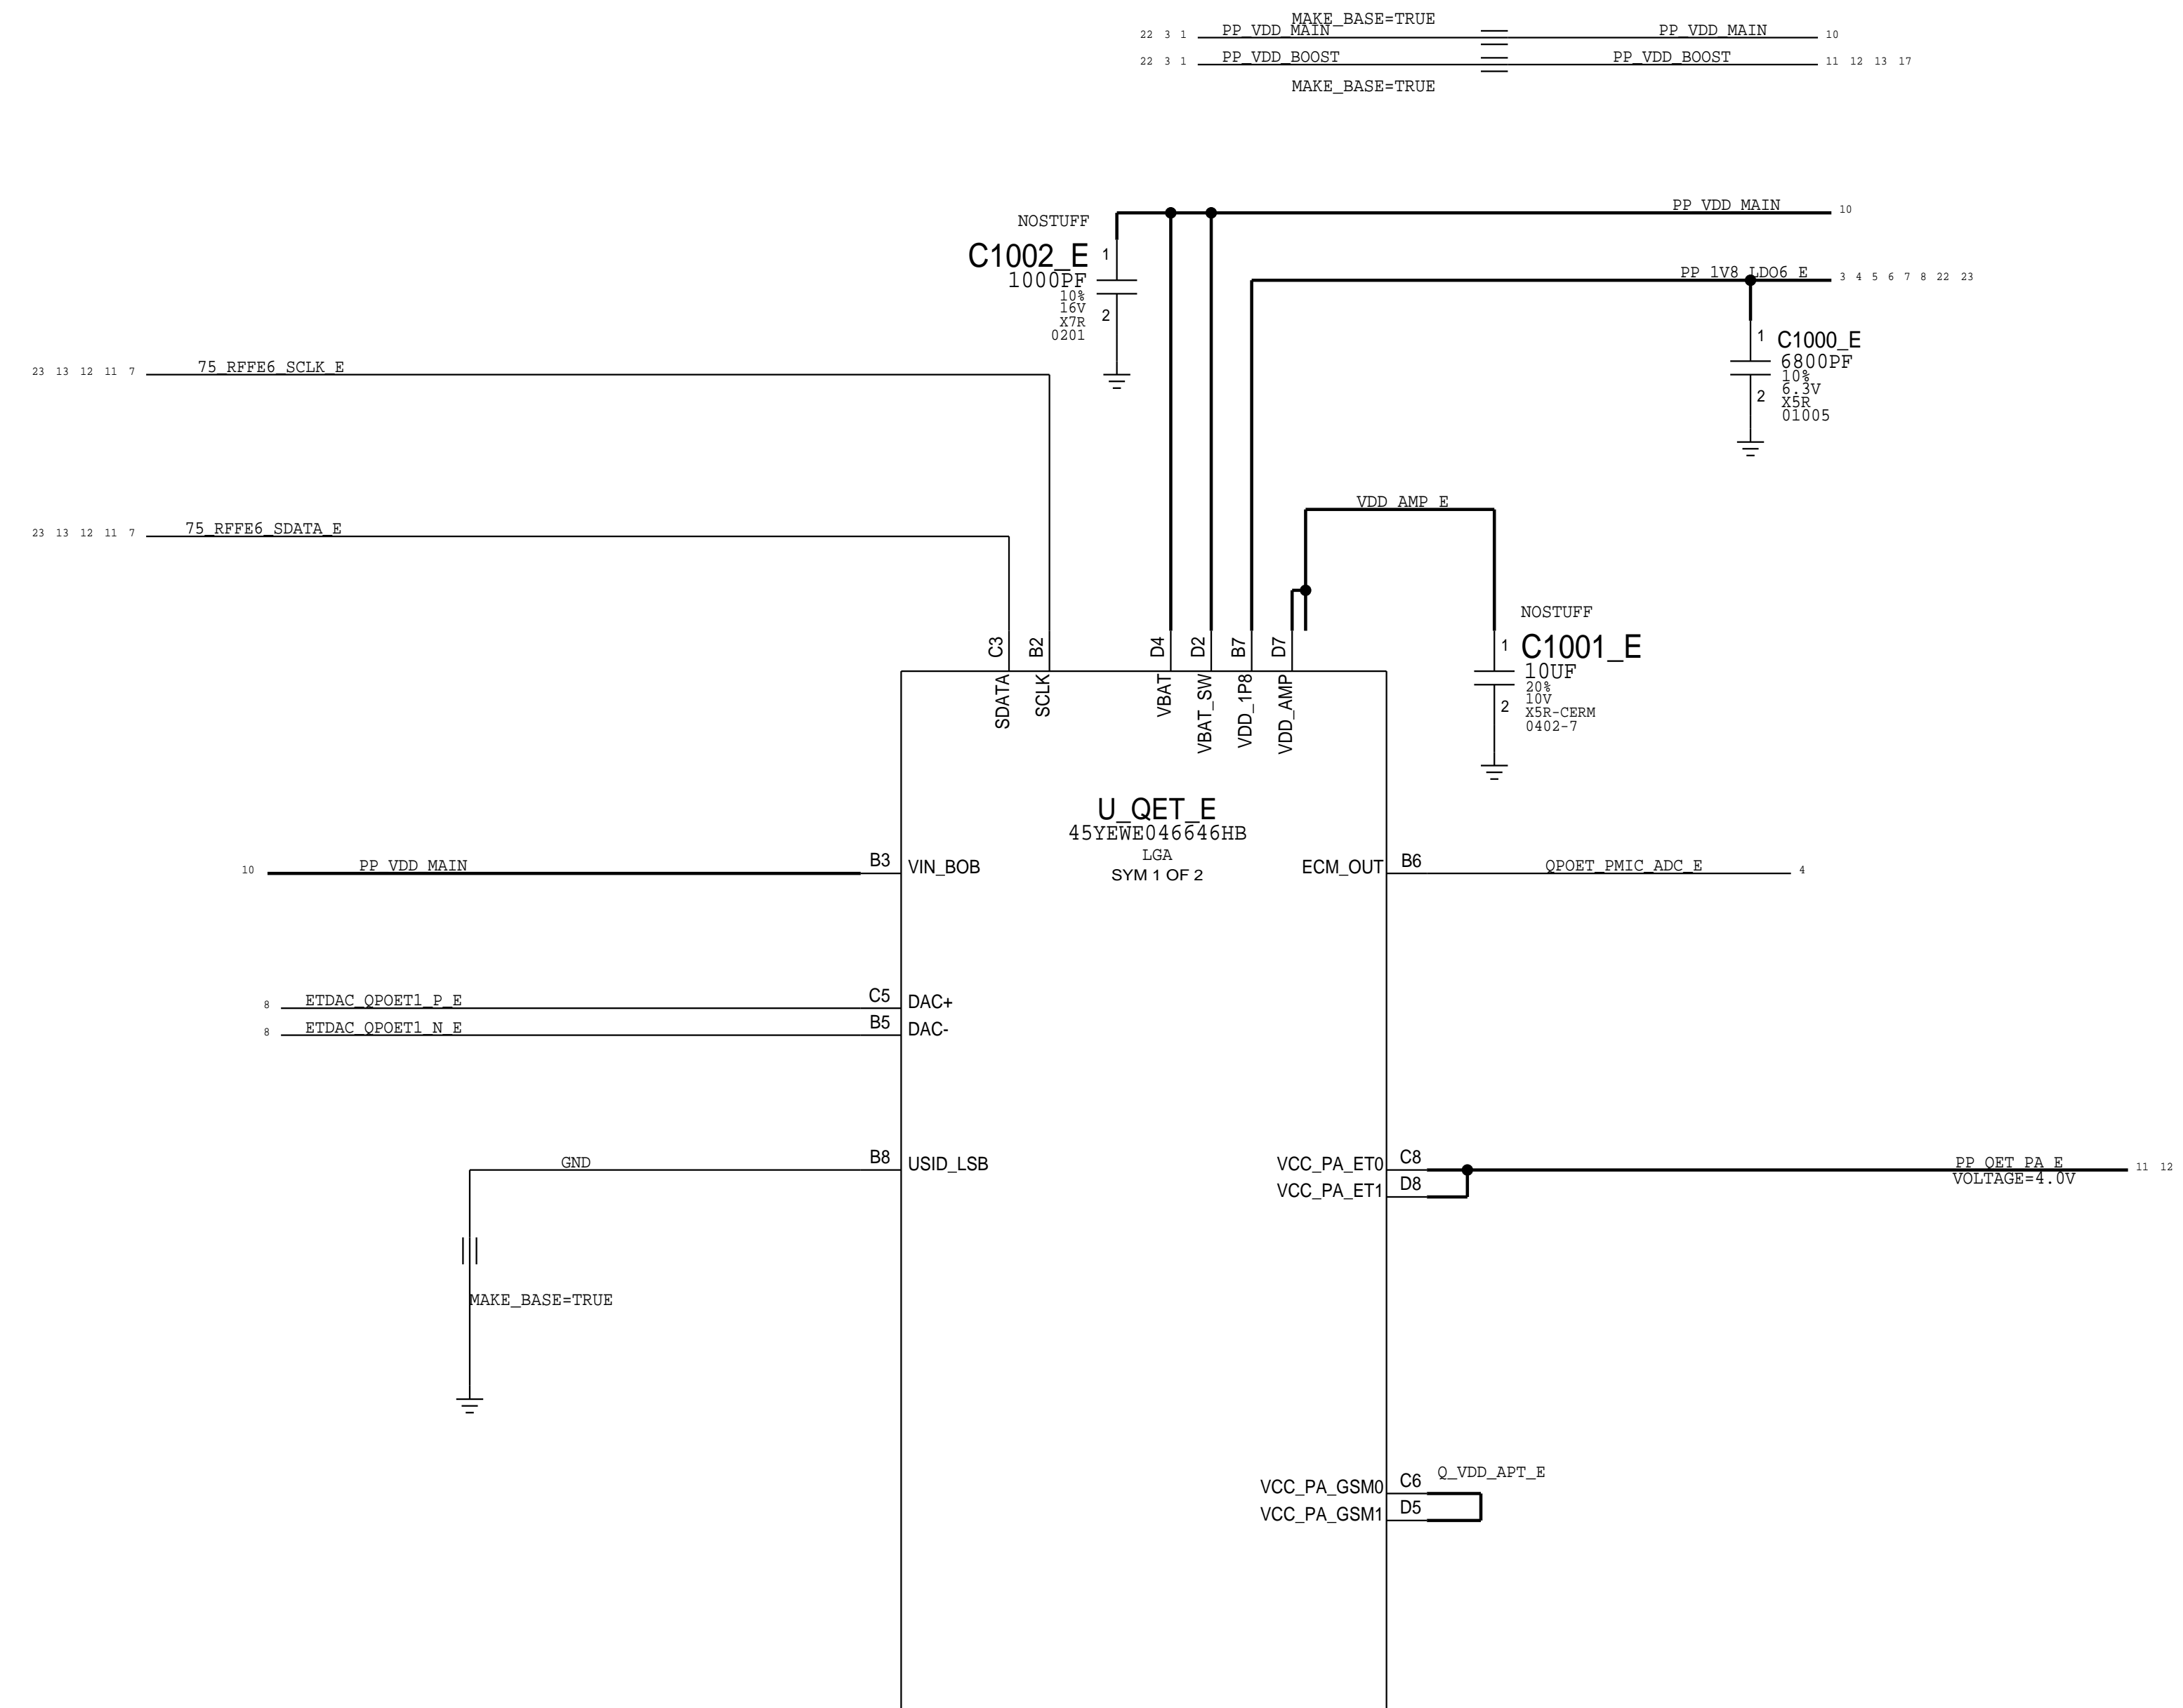 MAKE_BASE=TRUE
22 3 1 PP_VDD_MAIN PP_VDD_MAIN 10
22 3 1 PP_VDD_BOOST PP_VDD_BOOST 11 12 13 17
MAKE_BASE=TRUE
PP_VDD_MAIN 10
NOSTUFF
C1002_E 1
1000PF
10%
16V
X7R 2
0201
PP_1V8_LDO6_E 3 4 5 6 7 8 22 23
1 C1000_E
6800PF
10%
6.3V
2 X5R
01005
23 13 12 11 7 75_RFFE6_SCLK_E
VDD_AMP_E
23 13 12 11 7 75_RFFE6_SDATA_E
NOSTUFF
1 C1001_E
10UF
20%
10V
2 X5R-CERM
0402-7
C3 B2 D4 D2 B7 D7
SDATA SCLK VBAT VBAT_SW VDD_1P8 VDD_AMP
U_QET_E
45YEWE046646HB
LGA
SYM 1 OF 2
10 PP_VDD_MAIN B3 VIN_BOB
ECM_OUT B6 QPOET_PMIC_ADC_E 4
8 ETDAC_QPOET1_P_E C5 DAC+
8 ETDAC_QPOET1_N_E B5 DAC-
GND B8 USID_LSB
VCC_PA_ET0 C8 PP_QET_PA_E 11 12
VCC_PA_ET1 D8 VOLTAGE=4.0V
MAKE_BASE=TRUE
VCC_PA_GSM0 C6 Q_VDD_APT_E
VCC_PA_GSM1 D5